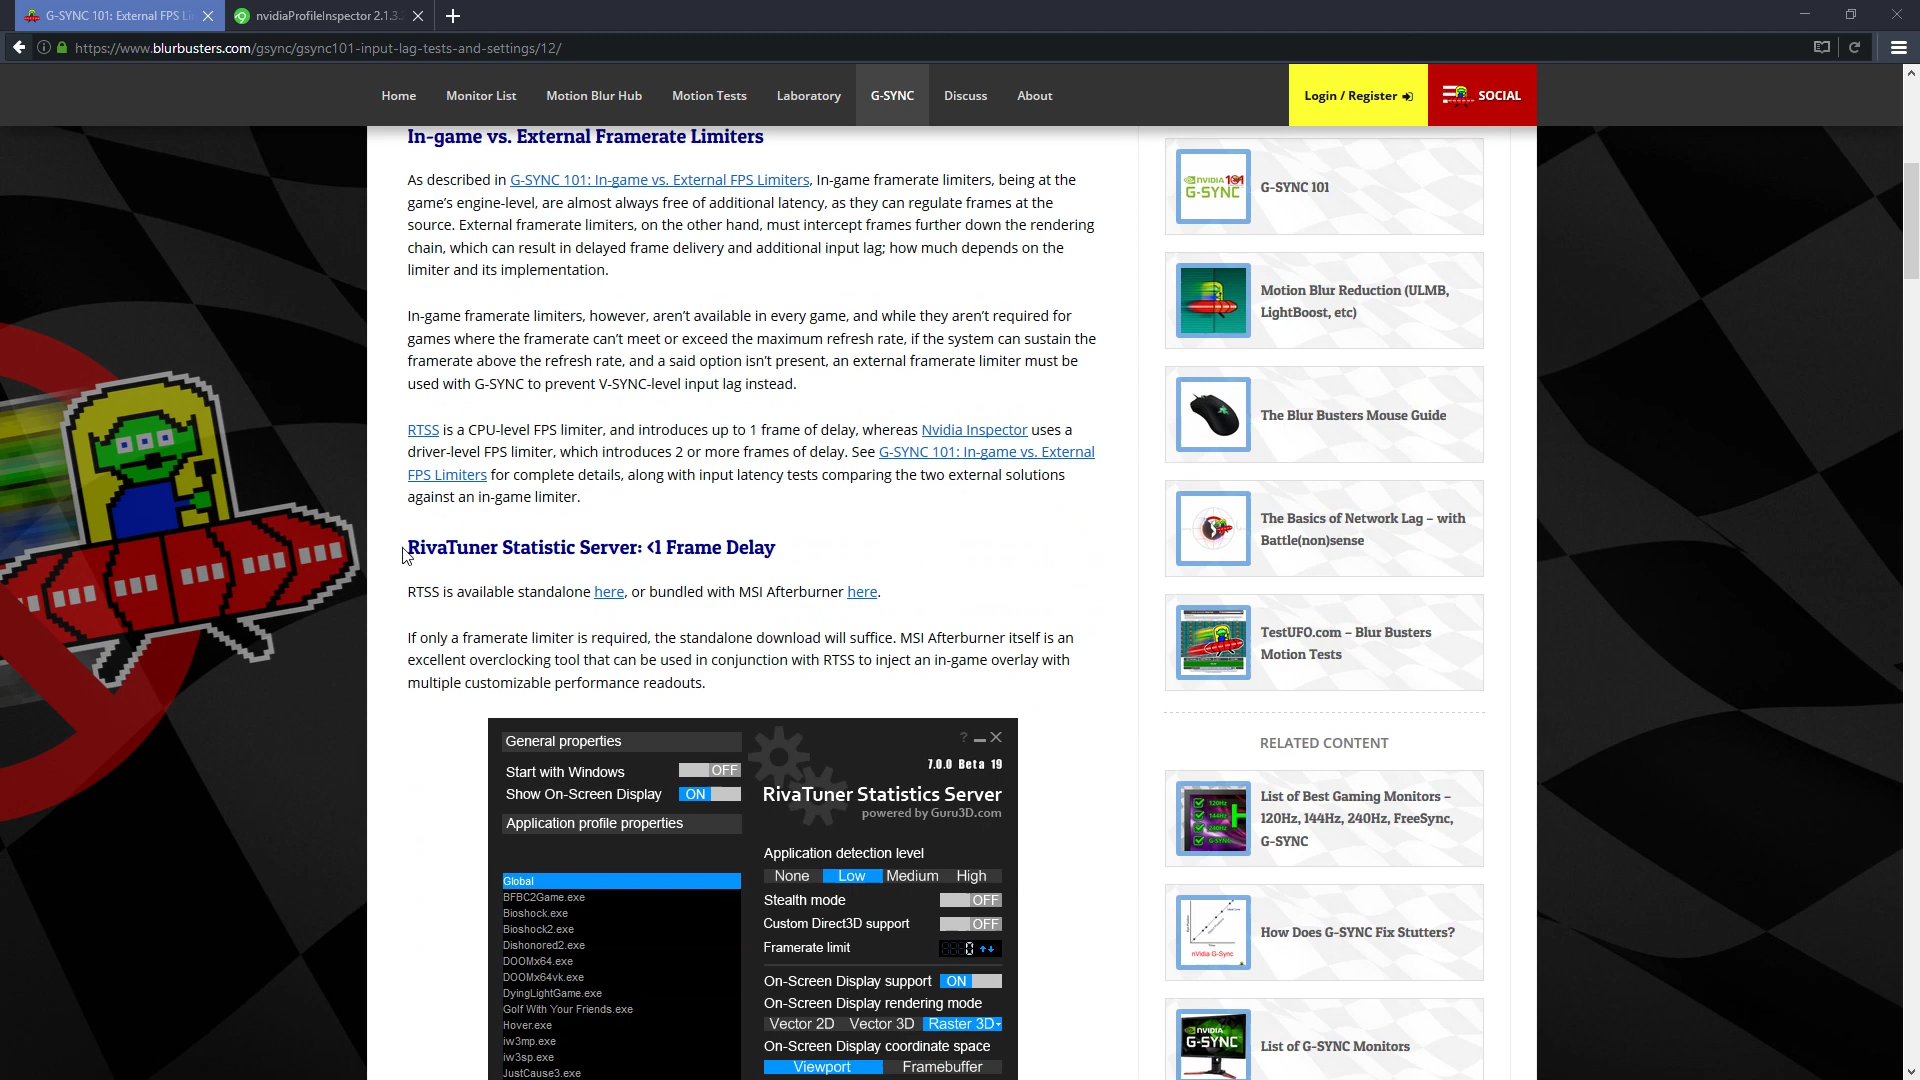 G-SYNC 101: External FPS Li
nvidiaProfileInspector 2.1.3.
https://www.blurbusters.com/gsync/gsync101-input-lag-tests-and-settings/12/
Home
Monitor List
Motion Blur Hub
Motion Tests
Laboratory
G-SYNC
Discuss
About
Login / Register
SOCIAL
In-game vs. External Framerate Limiters
As described in G-SYNC 101: In-game vs. External FPS Limiters, In-game framerate limiters, being at the
game’s engine-level, are almost always free of additional latency, as they can regulate frames at the
source. External framerate limiters, on the other hand, must intercept frames further down the rendering
chain, which can result in delayed frame delivery and additional input lag; how much depends on the
limiter and its implementation.
In-game framerate limiters, however, aren’t available in every game, and while they aren’t required for
games where the framerate can’t meet or exceed the maximum refresh rate, if the system can sustain the
framerate above the refresh rate, and a said option isn’t present, an external framerate limiter must be
used with G-SYNC to prevent V-SYNC-level input lag instead.
RTSS is a CPU-level FPS limiter, and introduces up to 1 frame of delay, whereas Nvidia Inspector uses a
driver-level FPS limiter, which introduces 2 or more frames of delay. See G-SYNC 101: In-game vs. External
FPS Limiters for complete details, along with input latency tests comparing the two external solutions
against an in-game limiter.
RivaTuner Statistic Server: <1 Frame Delay
RTSS is available standalone here, or bundled with MSI Afterburner here.
If only a framerate limiter is required, the standalone download will suffice. MSI Afterburner itself is an
excellent overclocking tool that can be used in conjunction with RTSS to inject an in-game overlay with
multiple customizable performance readouts.
General properties
Start with Windows OFF
Show On-Screen Display ON
Application profile properties
Global
BFBC2Game.exe
Bioshock.exe
Bioshock2.exe
Dishonored2.exe
DOOMx64.exe
DOOMx64vk.exe
DyingLightGame.exe
Golf With Your Friends.exe
Hover.exe
iw3mp.exe
iw3sp.exe
JustCause3.exe
?
7.0.0 Beta 19
RivaTuner Statistics Server
powered by Guru3D.com
Application detection level
None Low Medium High
Stealth mode OFF
Custom Direct3D support OFF
Framerate limit 0
On-Screen Display support ON
On-Screen Display rendering mode
Vector 2D Vector 3D Raster 3D
On-Screen Display coordinate space
Viewport Framebuffer
NVIDIA 101
G-SYNC
G-SYNC 101
Motion Blur Reduction (ULMB,
LightBoost, etc)
The Blur Busters Mouse Guide
The Basics of Network Lag – with
Battle(non)sense
TestUFO.com – Blur Busters
Motion Tests
RELATED CONTENT
120Hz
144Hz
240Hz
G-SYNC
List of Best Gaming Monitors –
120Hz, 144Hz, 240Hz, FreeSync,
G-SYNC
nVidia G-Sync
How Does G-SYNC Fix Stutters?
NVIDIA
G-SYNC
List of G-SYNC Monitors